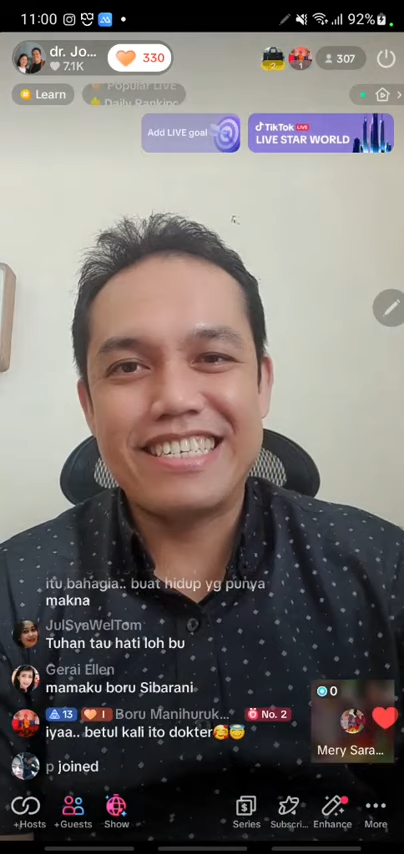 11:00
92%
dr. Jo...
7.1K
330
2
1
307
Learn
Popular LIVE
Daily Ranking
Add LIVE goal
TikTok LIVE
LIVE STAR WORLD
itu bahagia.. buat hidup yg punya
makna
JulSyaWelTom
Tuhan tau hati loh bu
Gerai Ellen
mamaku boru Sibarani
13 I Boru Manihuruk... No. 2
iyaa.. betul kali ito dokter🥰😇
0
Mery Sara...
p joined
+Hosts
+Guests
Show
Series
Subscri...
Enhance
More